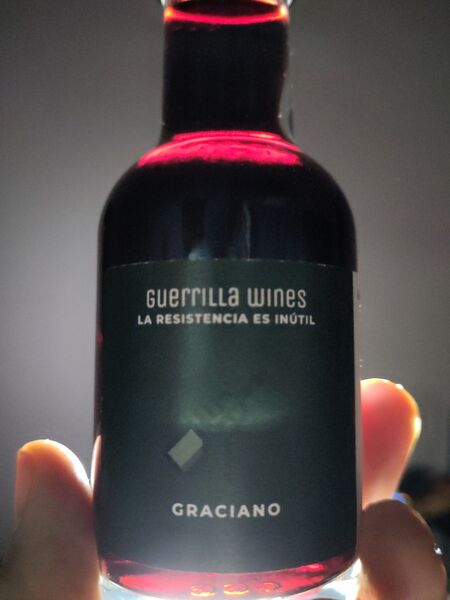 Guerrilla wines
LA RESISTENCIA ES INÚTIL
GRACIANO